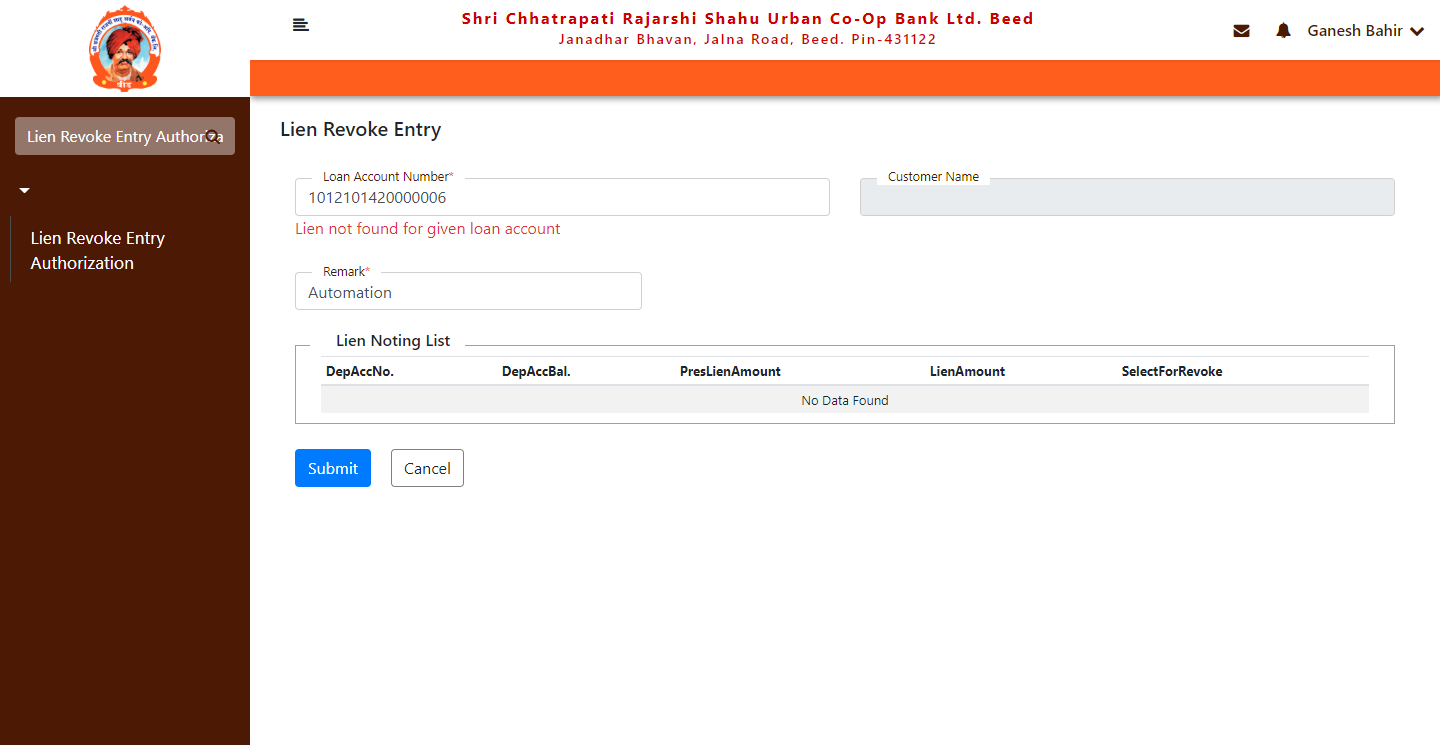 Shri Chhatrapati Rajarshi Shahu Urban Co-Op Bank Ltd. Beed
Janadhar Bhavan, Jalna Road, Beed. Pin-431122
Ganesh Bahir
Lien Revoke Entry Authoriza
Lien Revoke Entry
Authorization
Lien Revoke Entry
Loan Account Number*
1012101420000006
Lien not found for given loan account
Customer Name
Remark*
Automation
Lien Noting List
DepAccNo. DepAccBal. PresLienAmount LienAmount SelectForRevoke
No Data Found
Submit Cancel